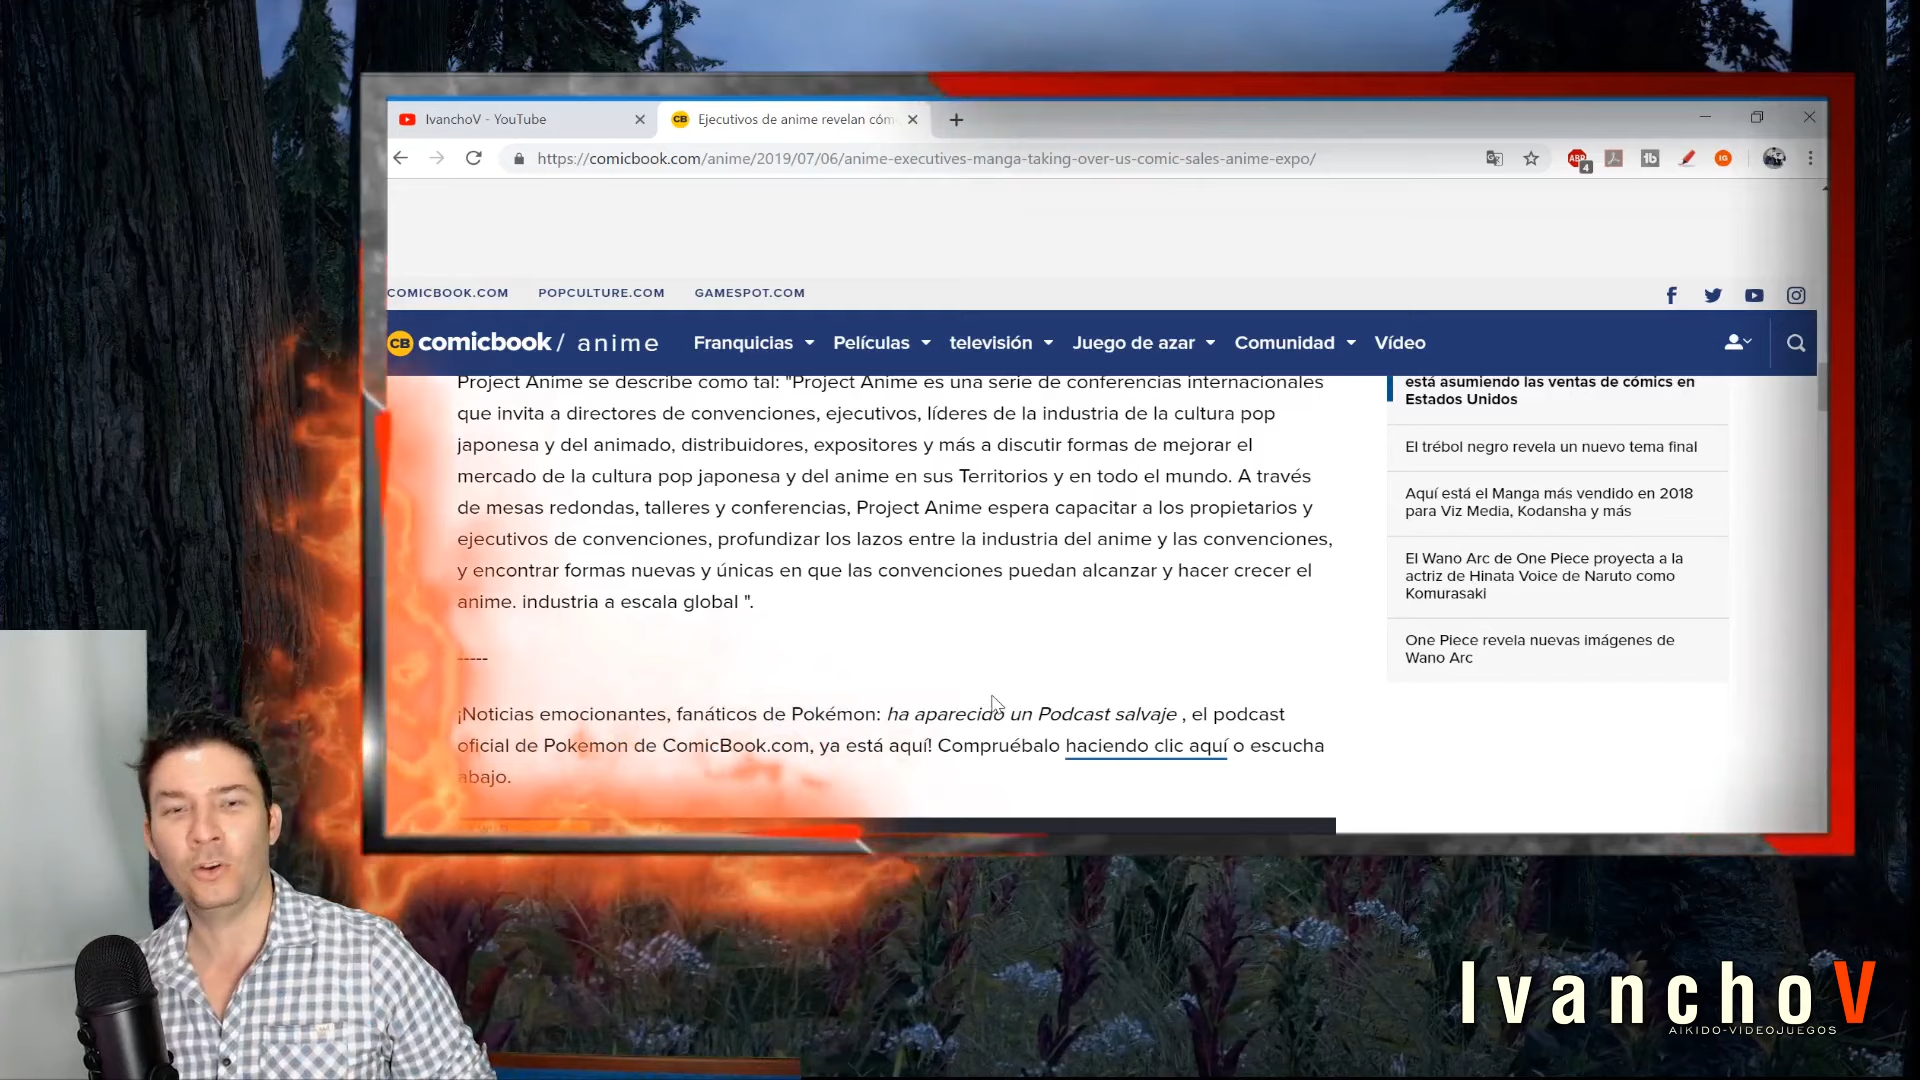 IvanchoV - YouTube
Ejecutivos de anime revelan cóm
https://comicbook.com/anime/2019/07/06/anime-executives-manga-taking-over-us-comic-sales-anime-expo/
ABP
4
1b
IG
COMICBOOK.COM POPCULTURE.COM GAMESPOT.COM
CB comicbook / anime Franquicias Películas televisión Juego de azar Comunidad Vídeo
Project Anime se describe como tal: "Project Anime es una serie de conferencias internacionales
que invita a directores de convenciones, ejecutivos, líderes de la industria de la cultura pop
japonesa y del animado, distribuidores, expositores y más a discutir formas de mejorar el
mercado de la cultura pop japonesa y del anime en sus Territorios y en todo el mundo. A través
de mesas redondas, talleres y conferencias, Project Anime espera capacitar a los propietarios y
ejecutivos de convenciones, profundizar los lazos entre la industria del anime y las convenciones,
y encontrar formas nuevas y únicas en que las convenciones puedan alcanzar y hacer crecer el
anime. industria a escala global ".
-----
¡Noticias emocionantes, fanáticos de Pokémon: ha aparecido un Podcast salvaje , el podcast
oficial de Pokemon de ComicBook.com, ya está aquí! Compruébalo haciendo clic aquí o escucha
abajo.
está asumiendo las ventas de cómics en
Estados Unidos
El trébol negro revela un nuevo tema final
Aquí está el Manga más vendido en 2018
para Viz Media, Kodansha y más
El Wano Arc de One Piece proyecta a la
actriz de Hinata Voice de Naruto como
Komurasaki
One Piece revela nuevas imágenes de
Wano Arc
IvanchoV
AIKIDO-VIDEOJUEGOS